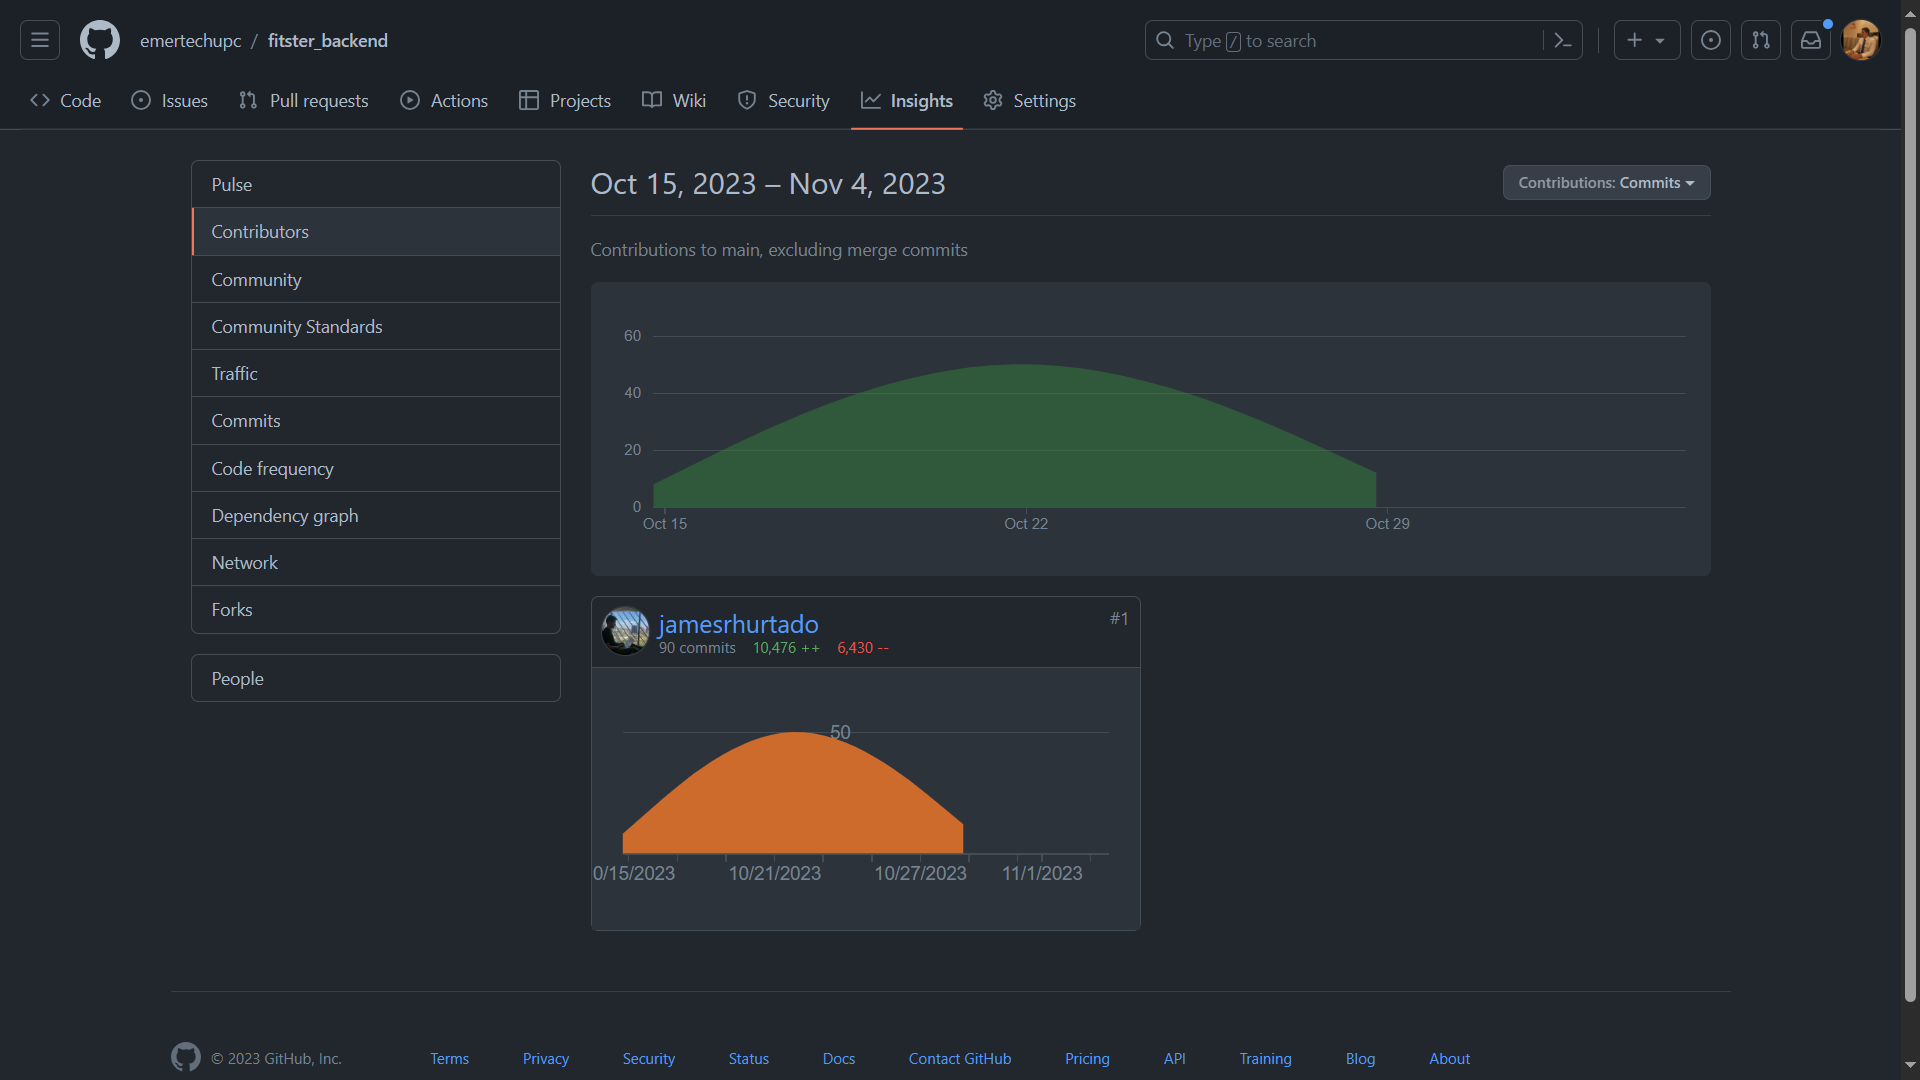 emertechupc / fitster_backend
Type / to search
Code
Issues
Pull requests
Actions
Projects
Wiki
Security
Insights
Settings
Pulse
Contributors
Community
Community Standards
Traffic
Commits
Code frequency
Dependency graph
Network
Forks
People
Oct 15, 2023 – Nov 4, 2023
Contributions: Commits
Contributions to main, excluding merge commits
60
40
20
0
Oct 15
Oct 22
Oct 29
jamesrhurtado
#1
90 commits 10,476 ++ 6,430 --
50
0/15/2023
10/21/2023
10/27/2023
11/1/2023
© 2023 GitHub, Inc.
Terms
Privacy
Security
Status
Docs
Contact GitHub
Pricing
API
Training
Blog
About